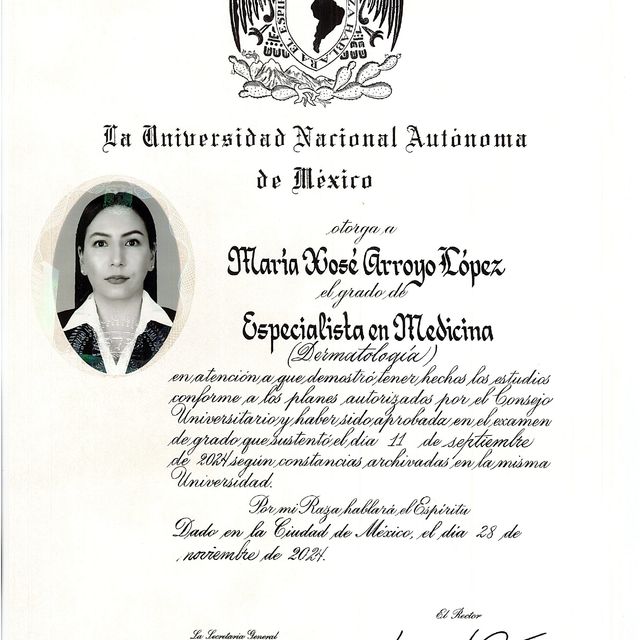 La Universidad Nacional Autónoma
de México
otorga a
María Xosé Arroyo López
el grado de
Especialista en Medicina
(Dermatología)
en atención a que demostró tener hechos los estudios
conforme a los planes autorizados por el Consejo
Universitario y haber sido aprobada en el examen
de grado que sustentó el día 11 de septiembre
de 2024 según constancias archivadas en la misma
Universidad.
Por mi Raza hablará el Espíritu
Dado en la Ciudad de México, el día 28 de
noviembre de 2024.
El Rector
La Secretaria General